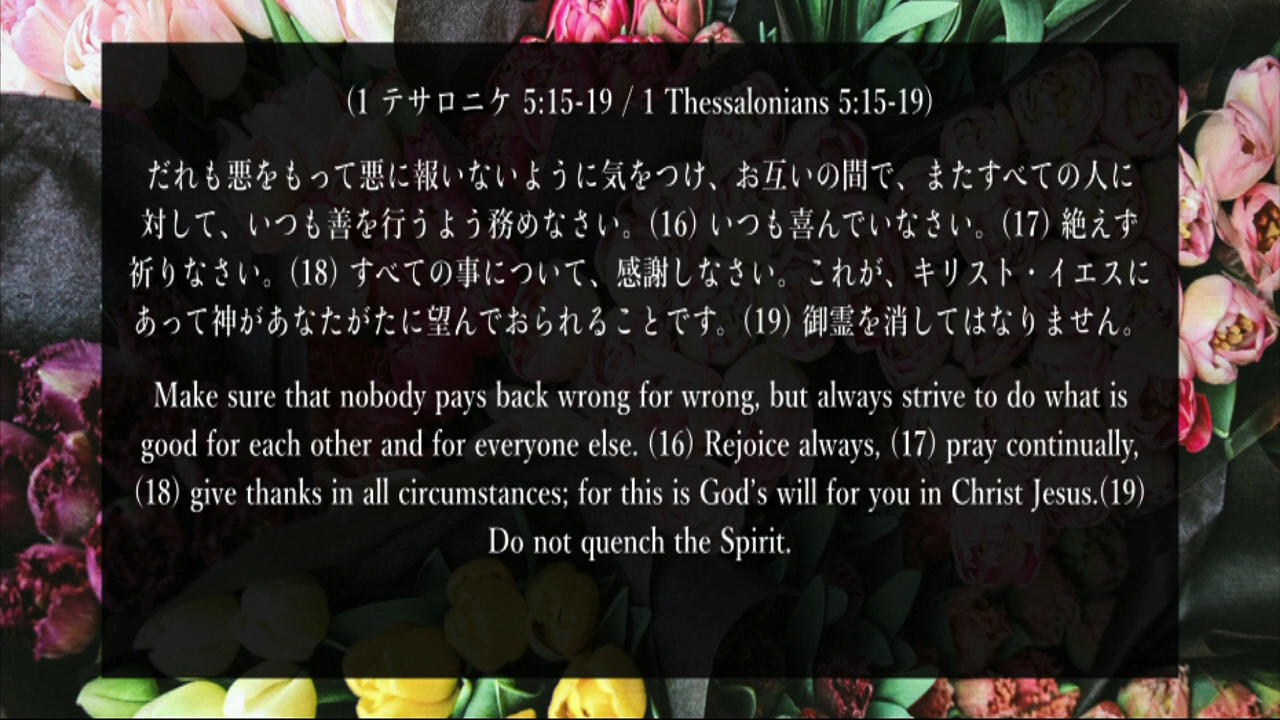 (1 テサロニケ 5:15-19 / 1 Thessalonians 5:15-19)
だれも悪をもって悪に報いないように気をつけ、お互いの間で、またすべての人に
対して、いつも善を行うよう務めなさい。(16) いつも喜んでいなさい。(17) 絶えず
祈りなさい。(18) すべての事について、感謝しなさい。これが、キリスト・イエスに
あって神があなたがたに望んでおられることです。(19) 御霊を消してはなりません。
Make sure that nobody pays back wrong for wrong, but always strive to do what is
good for each other and for everyone else. (16) Rejoice always, (17) pray continually,
(18) give thanks in all circumstances; for this is God's will for you in Christ Jesus.(19)
Do not quench the Spirit.